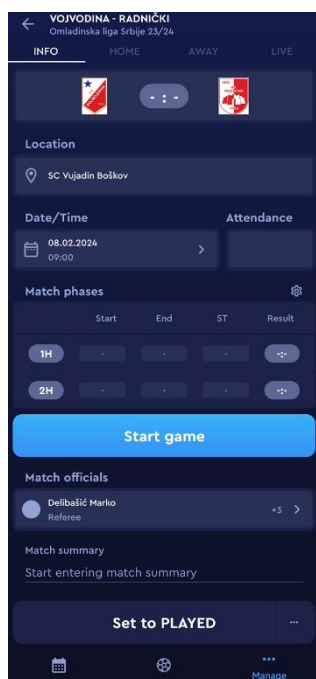 VOJVODINA - RADNIČKI
Omladinska liga Srbije 23/24
INFO HOME AWAY LIVE
- : -
Location
SC Vujadin Boškov
Date/Time Attendance
08.02.2024
09:00
Match phases
Start End ST Result
1H - - - -:-
2H - - - -:-
Start game
Match officials
Delibašić Marko
Referee
+3
Match summary
Start entering match summary
Set to PLAYED ...
Manage